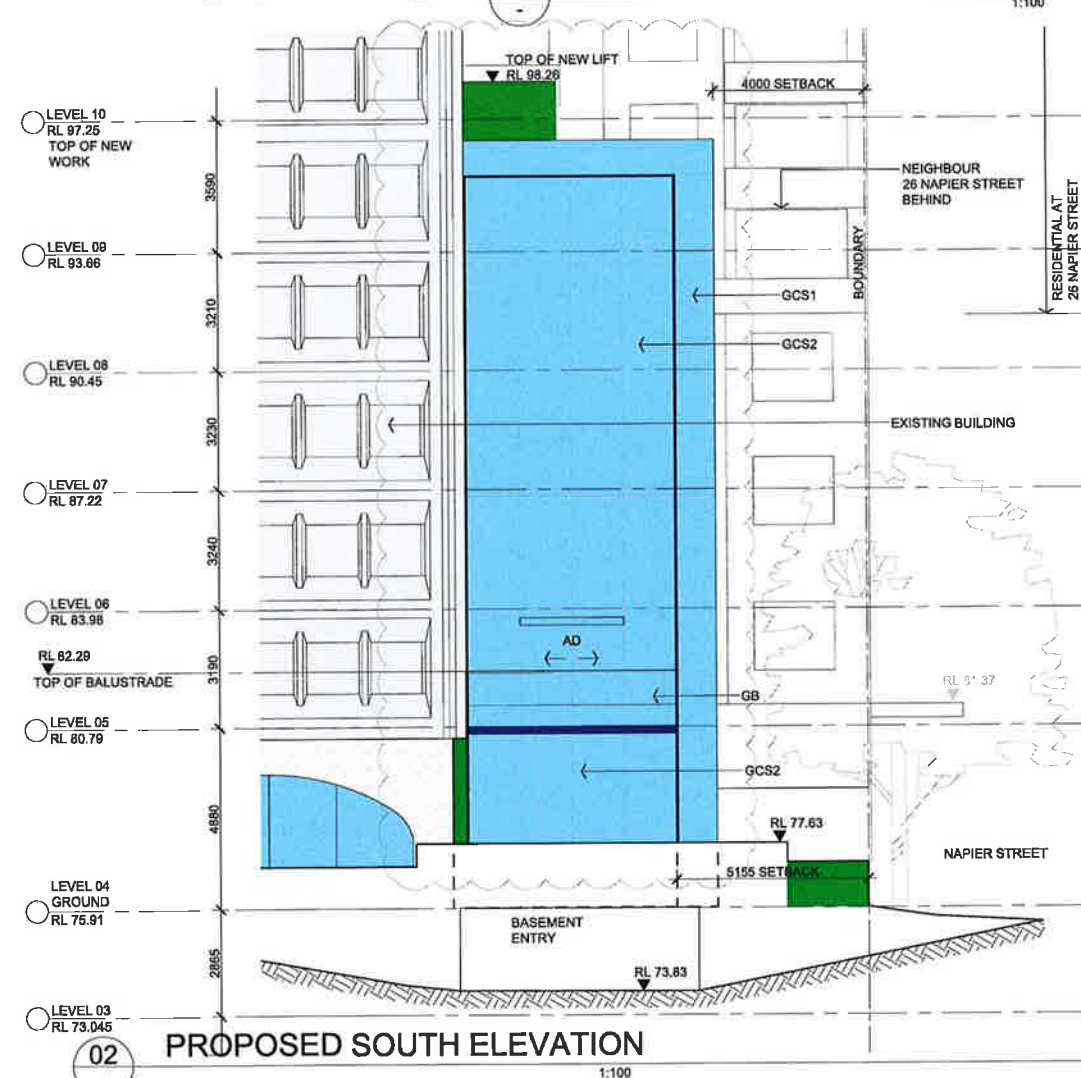 1:100
TOP OF NEW LIFT
RL 98.26
4000 SETBACK
LEVEL 10
RL 97.25
TOP OF NEW
WORK
3590
NEIGHBOUR
26 NAPIER STREET
BEHIND
BOUNDARY
RESIDENTIAL AT
26 NAPIER STREET
LEVEL 09
RL 93.66
GCS1
3210
GCS2
LEVEL 08
RL 90.45
3230
EXISTING BUILDING
LEVEL 07
RL 87.22
3240
LEVEL 06
RL 83.98
AD
RL 82.29
TOP OF BALUSTRADE
3190
GB
RL 81.37
LEVEL 05
RL 80.79
GCS2
4880
RL 77.63
NAPIER STREET
5155 SETBACK
LEVEL 04
GROUND
RL 75.91
BASEMENT
ENTRY
2865
RL 73.83
LEVEL 03
RL 73.045
02
PROPOSED SOUTH ELEVATION
1:100